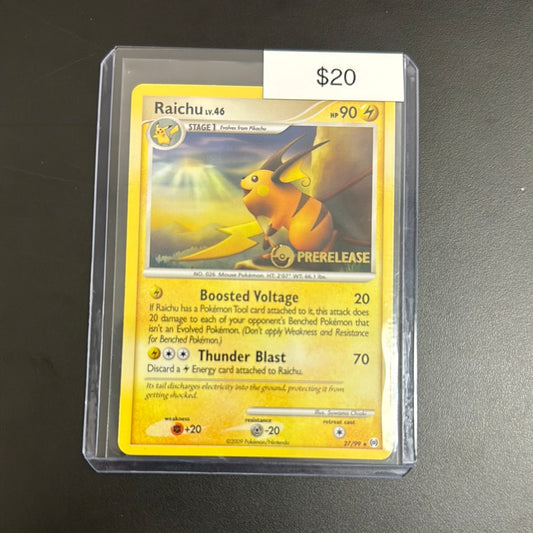 $20
Raichu LV.46
HP 90
STAGE 1 Evolves from Pikachu
PRERELEASE
NO. 026 Mouse Pokémon. HT: 2'07" WT: 66.1 lbs.
Boosted Voltage 20
If Raichu has a Pokémon Tool card attached to it, this attack does
20 damage to each of your opponent's Benched Pokémon that
isn't an Evolved Pokémon. (Don't apply Weakness and Resistance
for Benched Pokémon.)
Thunder Blast 70
Discard a Energy card attached to Raichu.
Its tail discharges electricity into the ground, protecting it from
getting shocked.
Illus. Suwama Chiaki
weakness resistance retreat cost
+20 -20
©2009 Pokémon/Nintendo 27/99